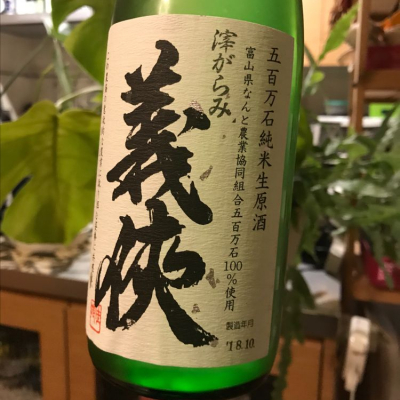 五百万石純米生原酒
富山県なんと農業協同組合五百万石100%使用
滓がらみ
義侠
製造年月
'18.10.